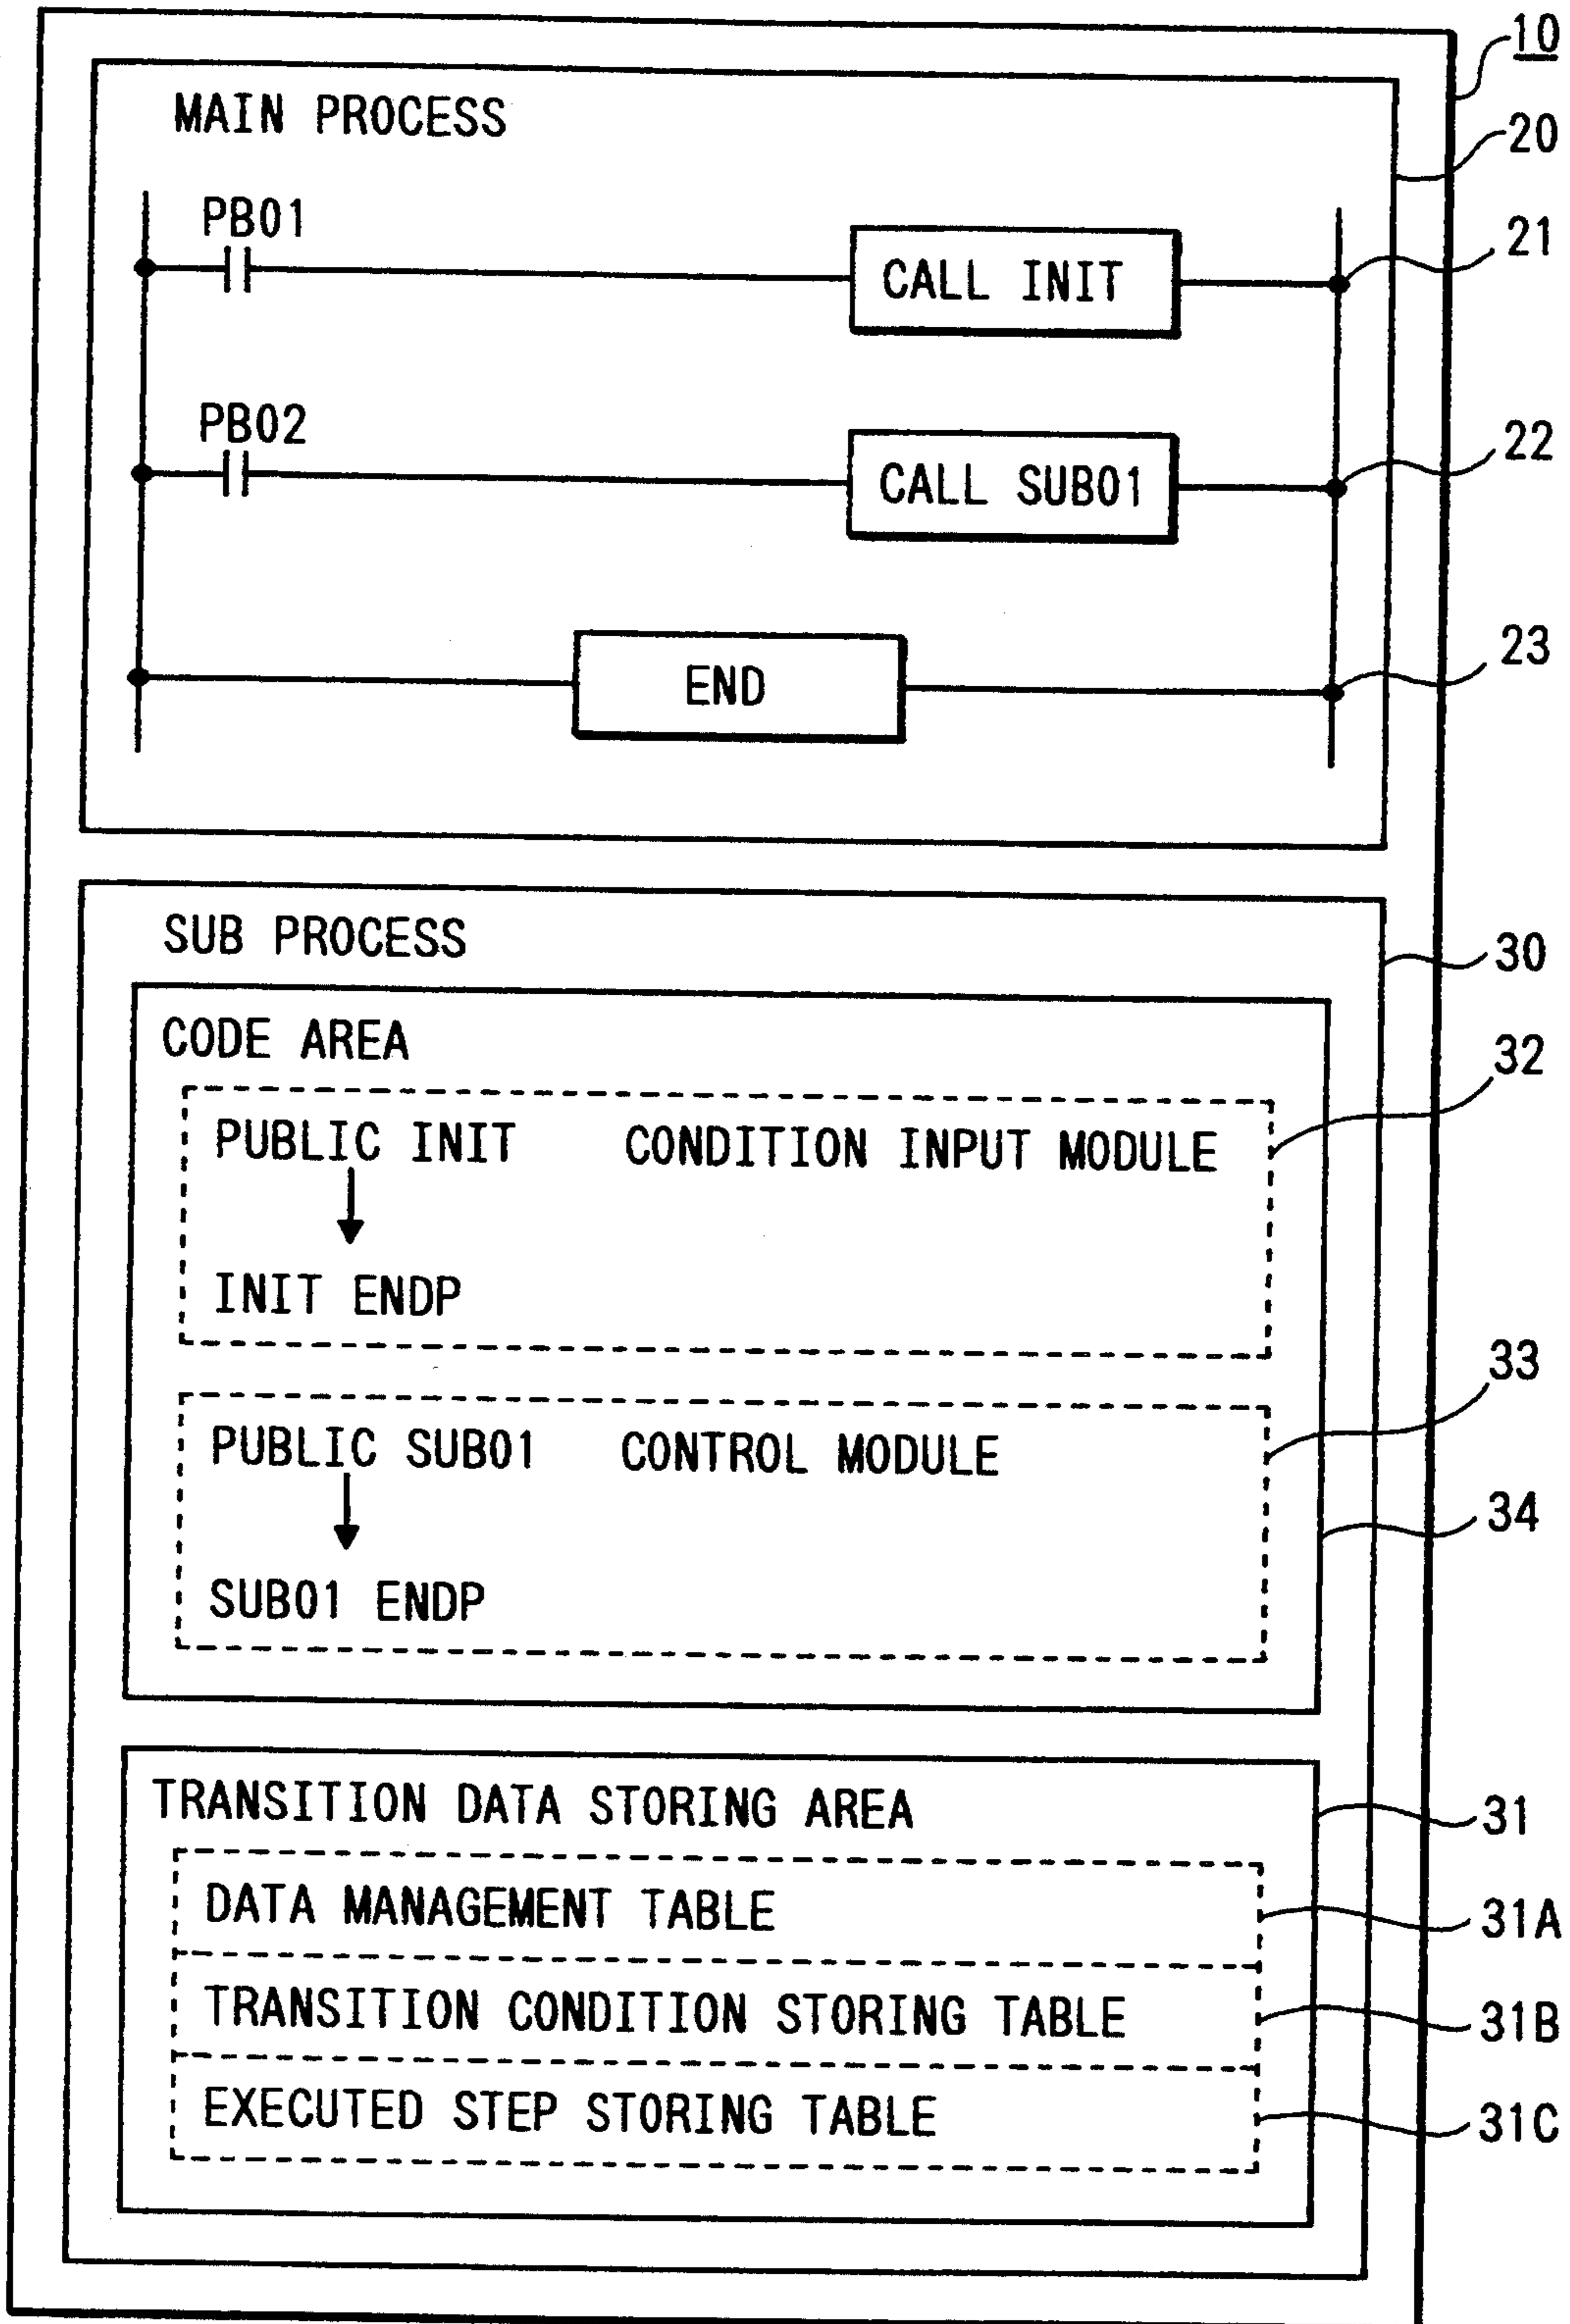 10
MAIN PROCESS
20
PB01
21
CALL INIT
PB02
22
CALL SUB01
23
END
SUB PROCESS
30
CODE AREA
32
PUBLIC INIT CONDITION INPUT MODULE
INIT ENDP
33
PUBLIC SUB01 CONTROL MODULE
34
SUB01 ENDP
TRANSITION DATA STORING AREA
31
DATA MANAGEMENT TABLE
31A
TRANSITION CONDITION STORING TABLE
31B
EXECUTED STEP STORING TABLE
31C